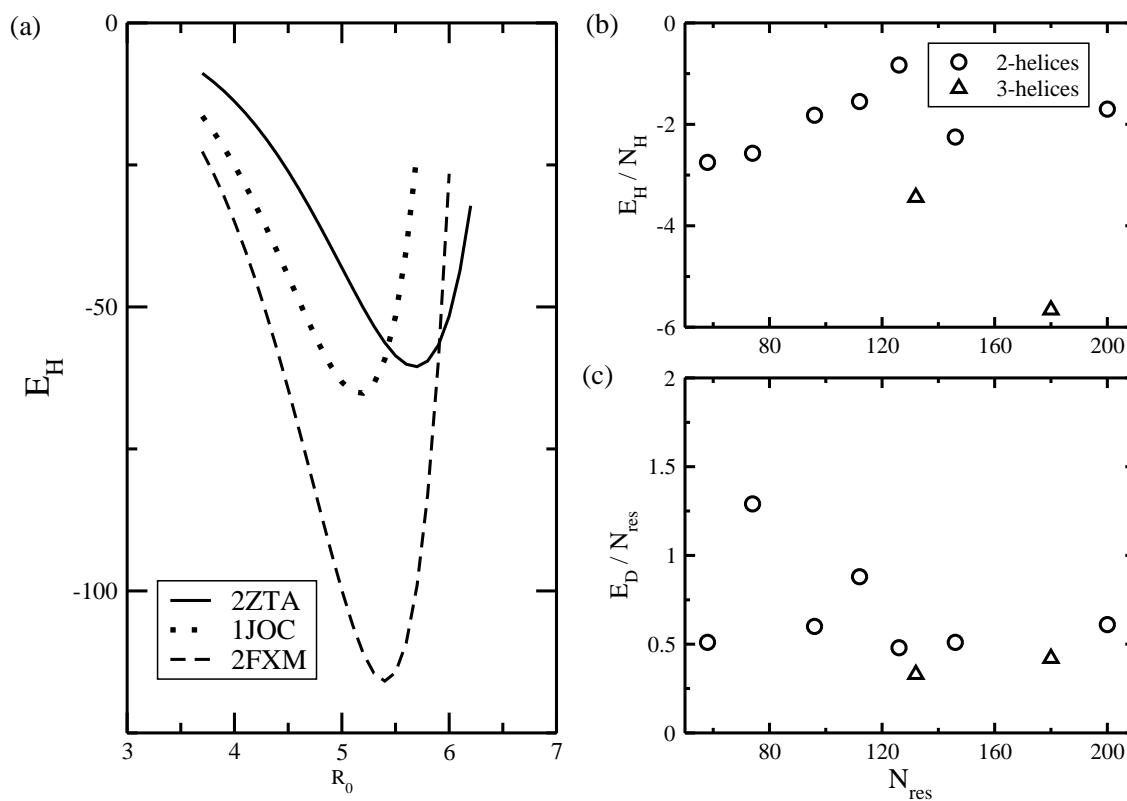 (a)
0
-50
-100
E_H
3 4 5 6 7
R_0
2ZTA
1JOC
2FXM
(b)
0
-2
-4
-6
E_H / N_H
2-helices
3-helices
80 120 160 200
(c)
2
1.5
1
0.5
0
E_D / N_res
80 120 160 200
N_res